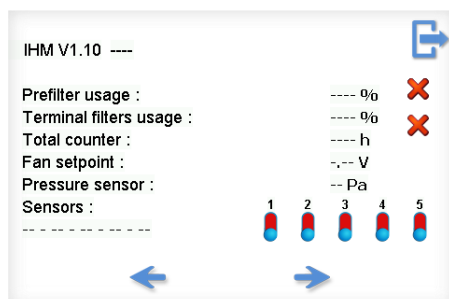 IHM V1.10 ----
Prefilter usage : ---- %
Terminal filters usage : ---- %
Total counter : ---- h
Fan setpoint : -.-- V
Pressure sensor : -- Pa
Sensors : 1 2 3 4 5
-- - -- - -- - -- - --